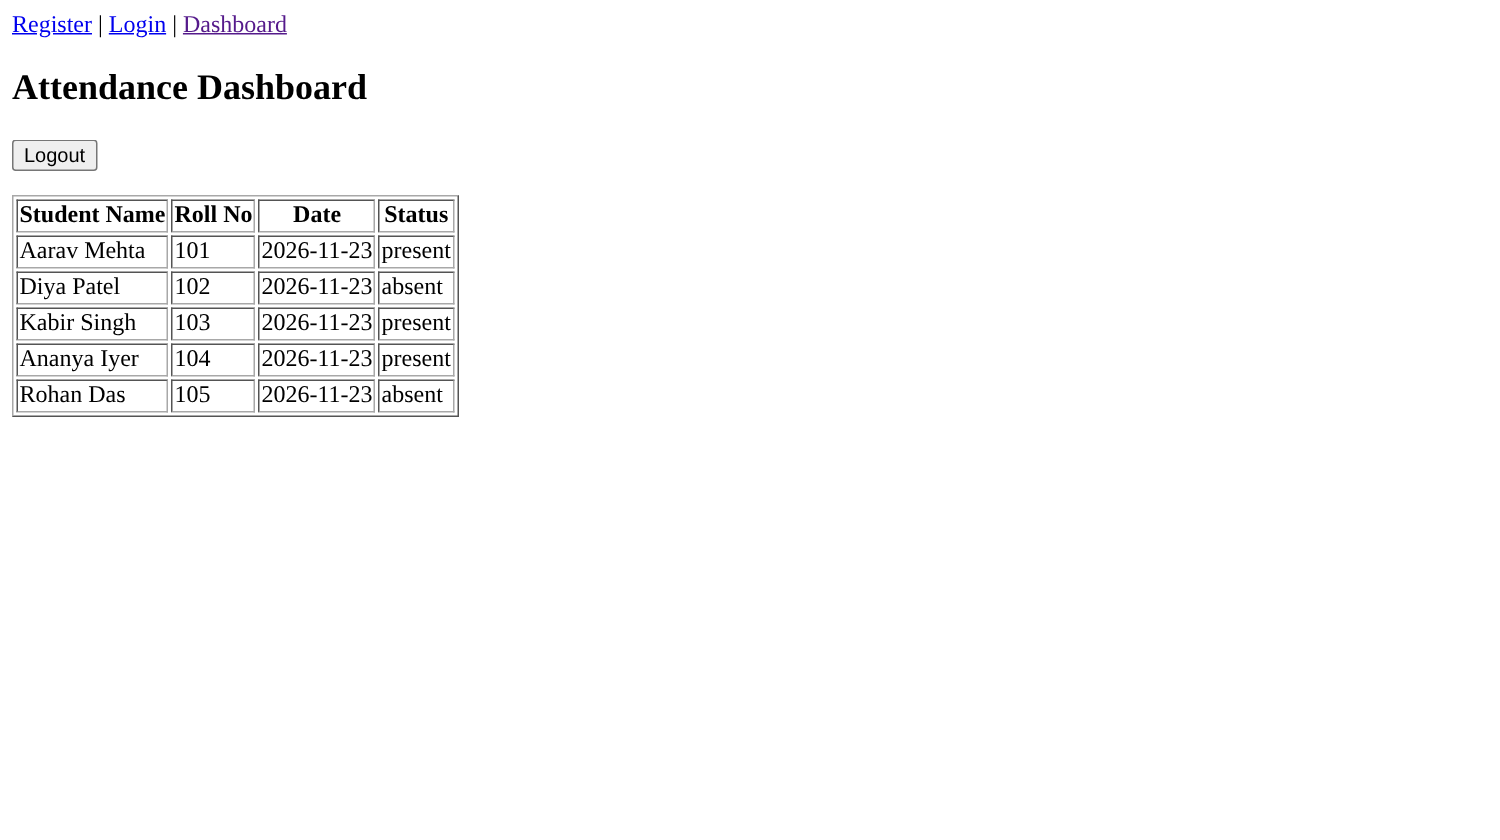 Register | Login | Dashboard
Attendance Dashboard
Logout
Student Name Roll No Date Status
Aarav Mehta 101 2026-11-23 present
Diya Patel 102 2026-11-23 absent
Kabir Singh 103 2026-11-23 present
Ananya Iyer 104 2026-11-23 present
Rohan Das 105 2026-11-23 absent